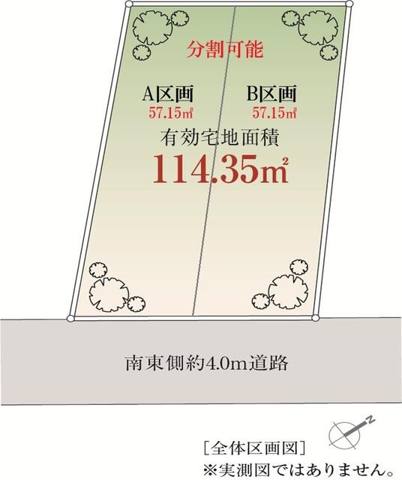 分割可能
A区画 B区画
57.15㎡ 57.15㎡
有効宅地面積
114.35㎡
南東側約4.0m道路
N
[全体区画図]
※実測図ではありません。